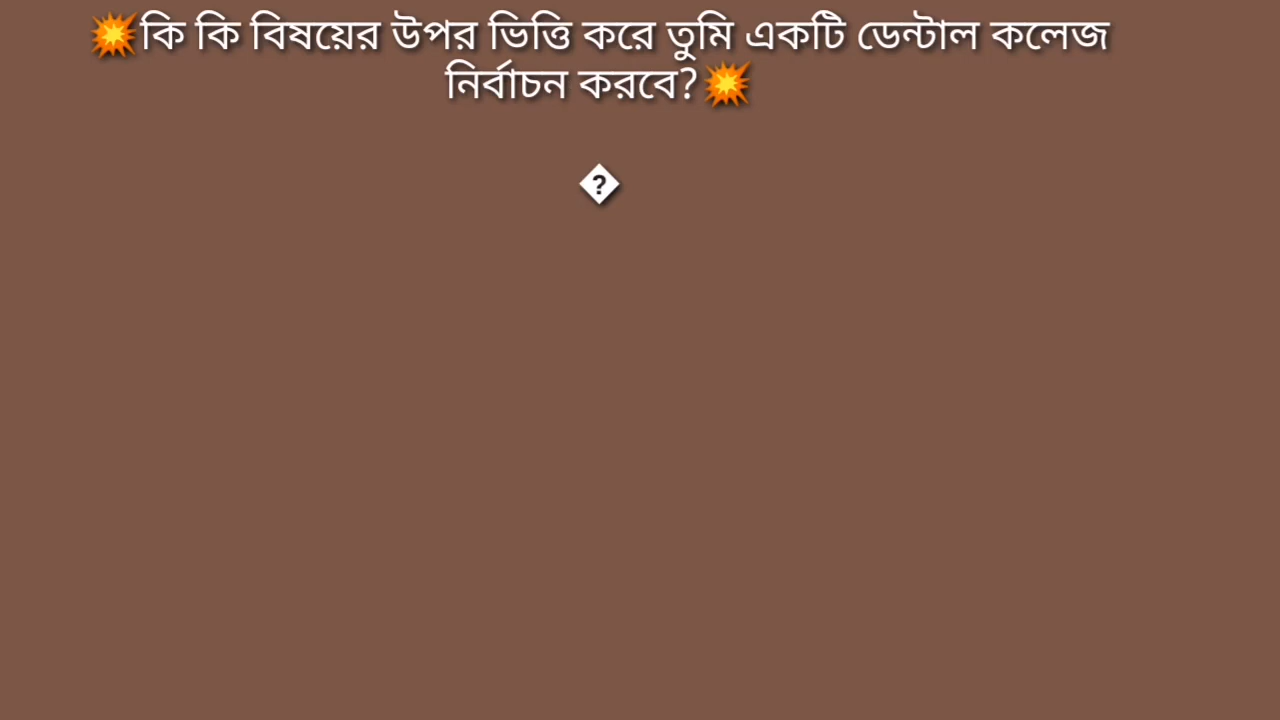 💥কি কি বিষয়ের উপর ভিত্তি করে তুমি একটি ডেন্টাল কলেজ
নির্বাচন করবে?💥
�